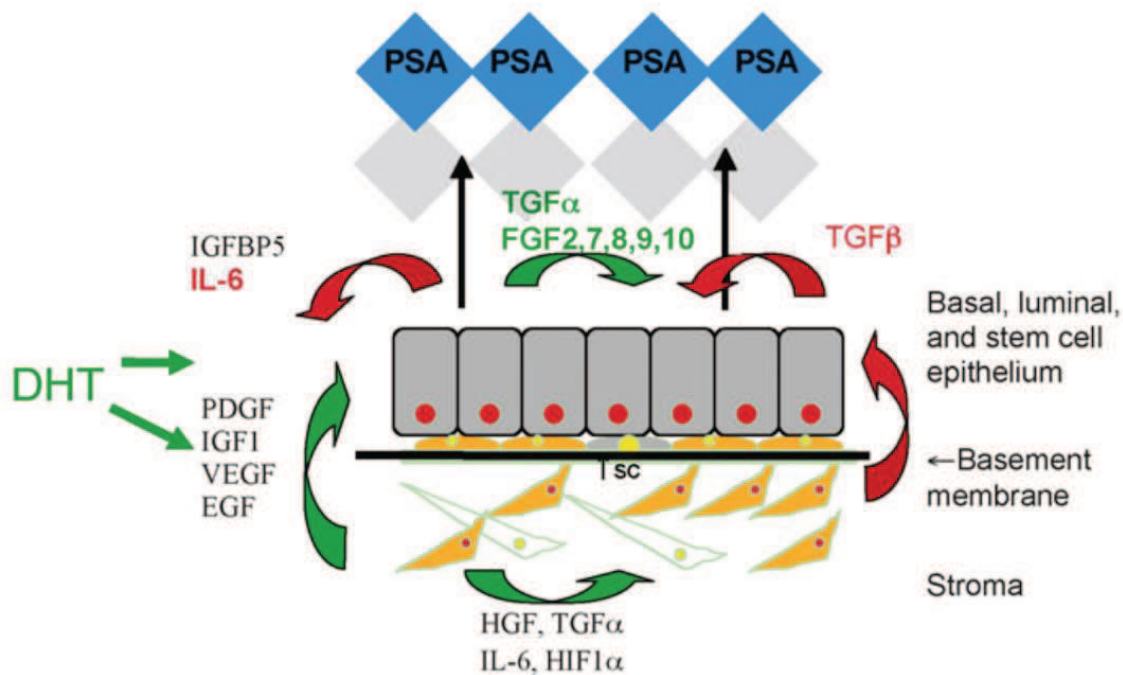 PSA PSA PSA PSA
TGFα
FGF2,7,8,9,10
IGFBP5
IL-6
TGFβ
Basal, luminal,
and stem cell
epithelium
DHT
PDGF
IGF1
VEGF
EGF
Tsc
←Basement
membrane
Stroma
HGF, TGFα
IL-6, HIF1α